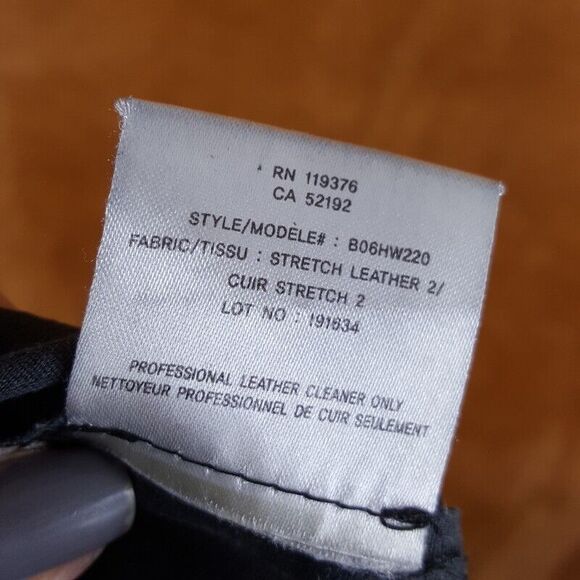 RN 119376
CA 52192
STYLE/MODÈLE# : B06HW220
FABRIC/TISSU : STRETCH LEATHER 2/
CUIR STRETCH 2
LOT NO : 191634
PROFESSIONAL LEATHER CLEANER ONLY
NETTOYEUR PROFESSIONNEL DE CUIR SEULEMENT